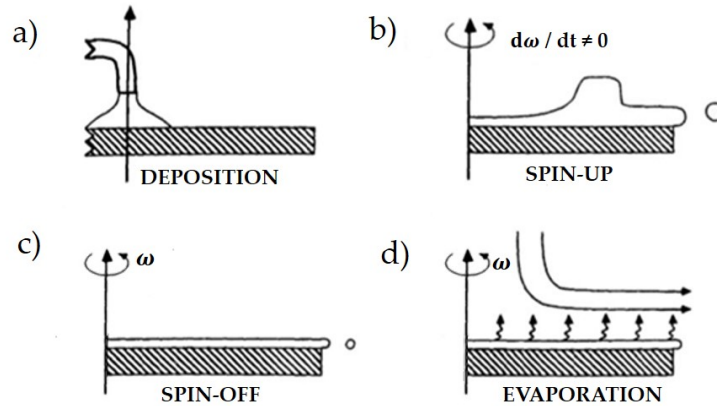 a)
DEPOSITION
b)
dω / dt ≠ 0
SPIN-UP
c)
ω
SPIN-OFF
d)
ω
EVAPORATION